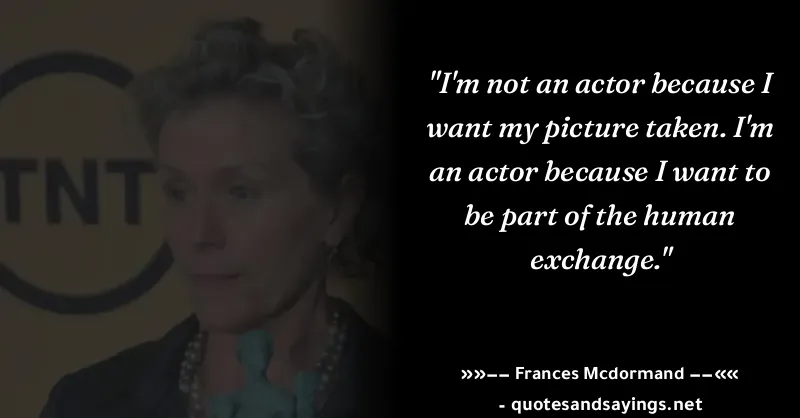 TNT
"I'm not an actor because I
want my picture taken. I'm
an actor because I want to
be part of the human
exchange."
»»−− Frances Mcdormand −−««
- quotesandsayings.net